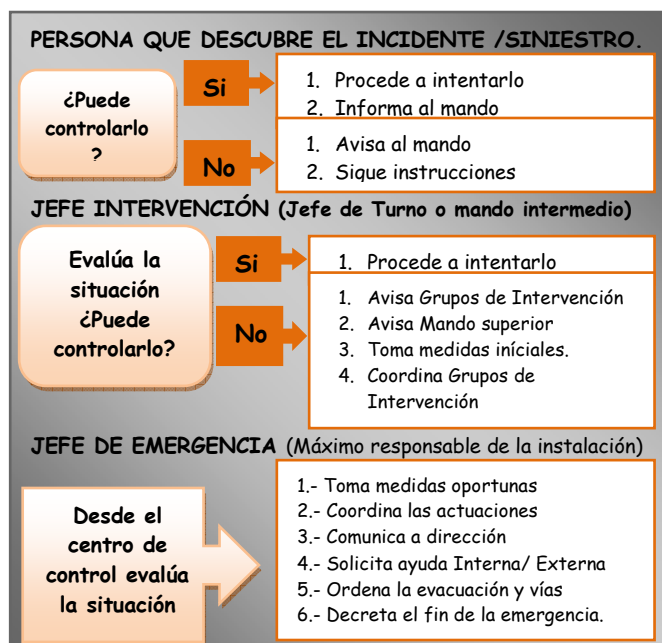 PERSONA QUE DESCUBRE EL INCIDENTE /SINIESTRO.
¿Puede
controlarlo
?
Si
1. Procede a intentarlo
2. Informa al mando
No
1. Avisa al mando
2. Sique instrucciones
JEFE INTERVENCIÓN (Jefe de Turno o mando intermedio)
Evalúa la
situación
¿Puede
controlarlo?
Si
1. Procede a intentarlo
No
1. Avisa Grupos de Intervención
2. Avisa Mando superior
3. Toma medidas iníciales.
4. Coordina Grupos de
Intervención
JEFE DE EMERGENCIA (Máximo responsable de la instalación)
Desde el
centro de
control evalúa
la situación
1.- Toma medidas oportunas
2.- Coordina las actuaciones
3.- Comunica a dirección
4.- Solicita ayuda Interna/ Externa
5.- Ordena la evacuación y vías
6.- Decreta el fin de la emergencia.